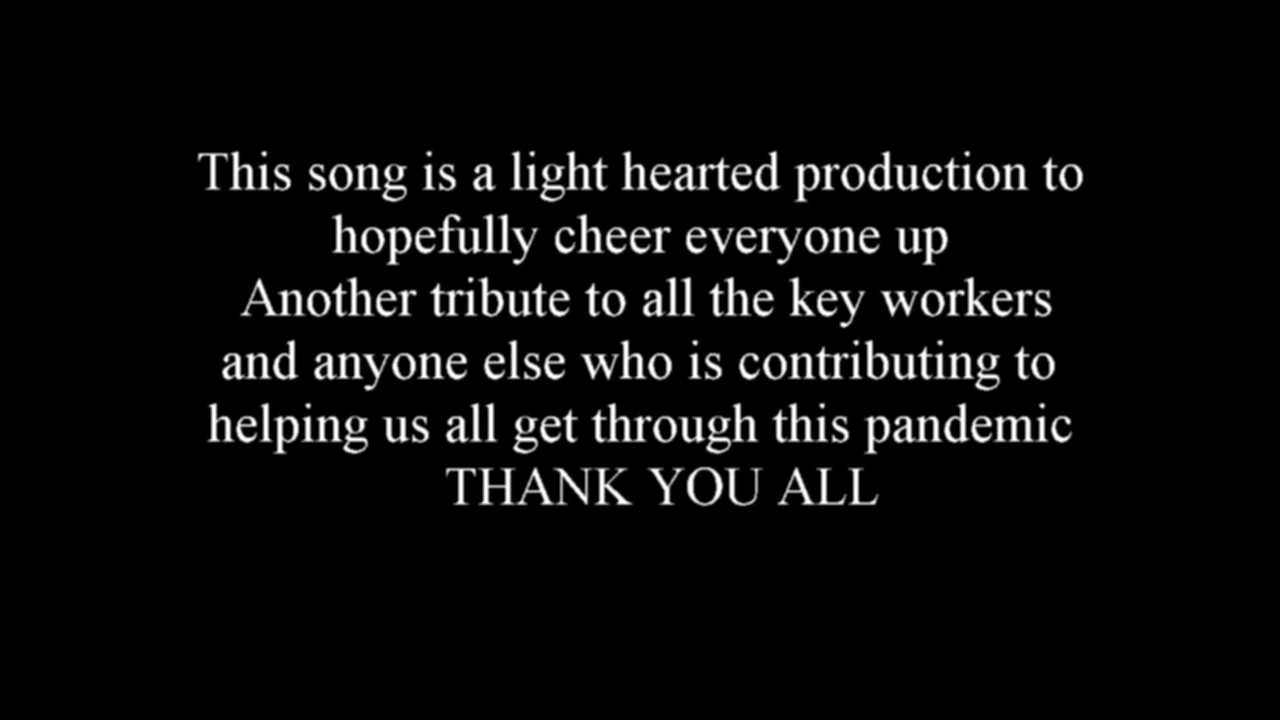 This song is a light hearted production to
hopefully cheer everyone up
Another tribute to all the key workers
and anyone else who is contributing to
helping us all get through this pandemic
THANK YOU ALL